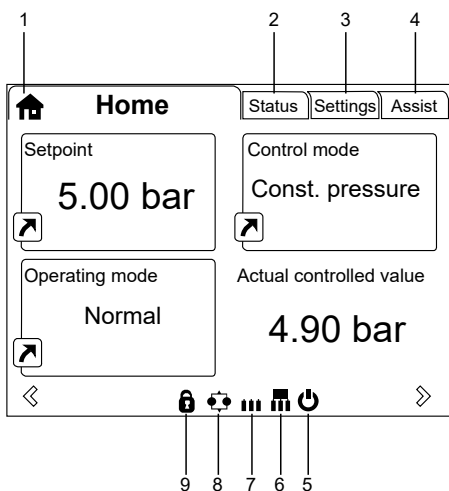 1 2 3 4
Home Status Settings Assist
Setpoint
5.00 bar
Control mode
Const. pressure
Operating mode
Normal
Actual controlled value
4.90 bar
9 8 7 6 5